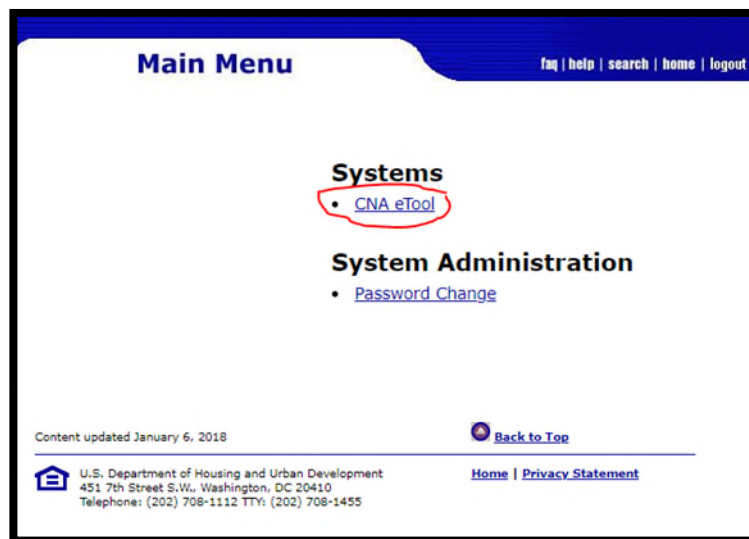 Main Menu
faq | help | search | home | logout
Systems
• CNA eTool
System Administration
• Password Change
Content updated January 6, 2018
Back to Top
U.S. Department of Housing and Urban Development
451 7th Street S.W., Washington, DC 20410
Telephone: (202) 708-1112 TTY: (202) 708-1455
Home | Privacy Statement